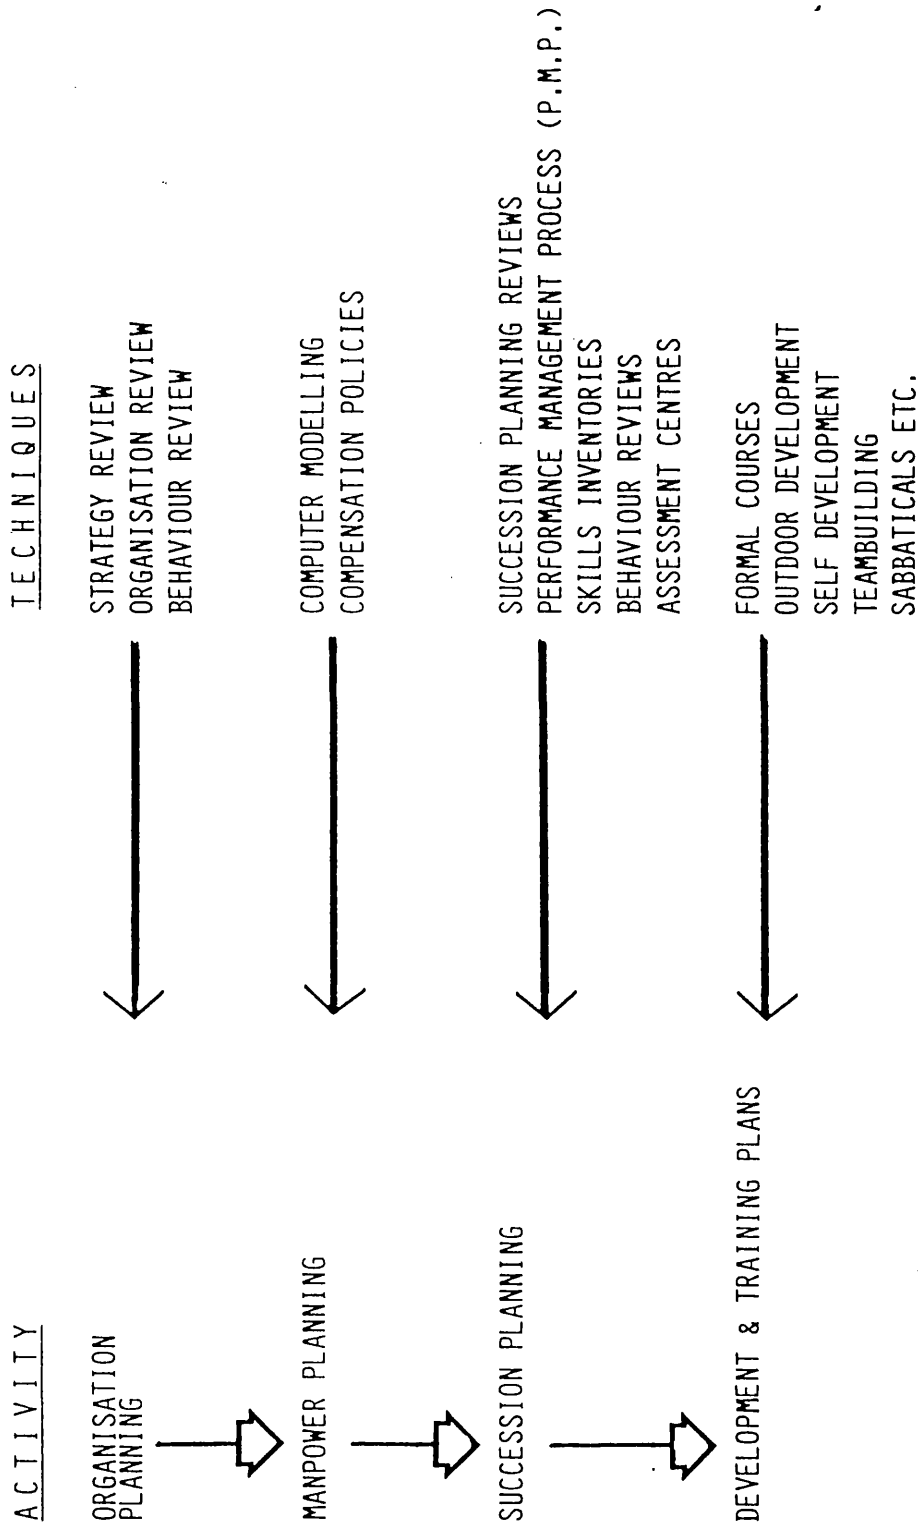 ACTIVITY
TECHNIQUES
ORGANISATION
PLANNING
STRATEGY REVIEW
ORGANISATION REVIEW
BEHAVIOUR REVIEW
MANPOWER PLANNING
COMPUTER MODELLING
COMPENSATION POLICIES
SUCCESSION PLANNING
SUCCESSION PLANNING REVIEWS
PERFORMANCE MANAGEMENT PROCESS (P.M.P.)
SKILLS INVENTORIES
BEHAVIOUR REVIEWS
ASSESSMENT CENTRES
DEVELOPMENT & TRAINING PLANS
FORMAL COURSES
OUTDOOR DEVELOPMENT
SELF DEVELOPMENT
TEAMBUILDING
SABBATICALS ETC.